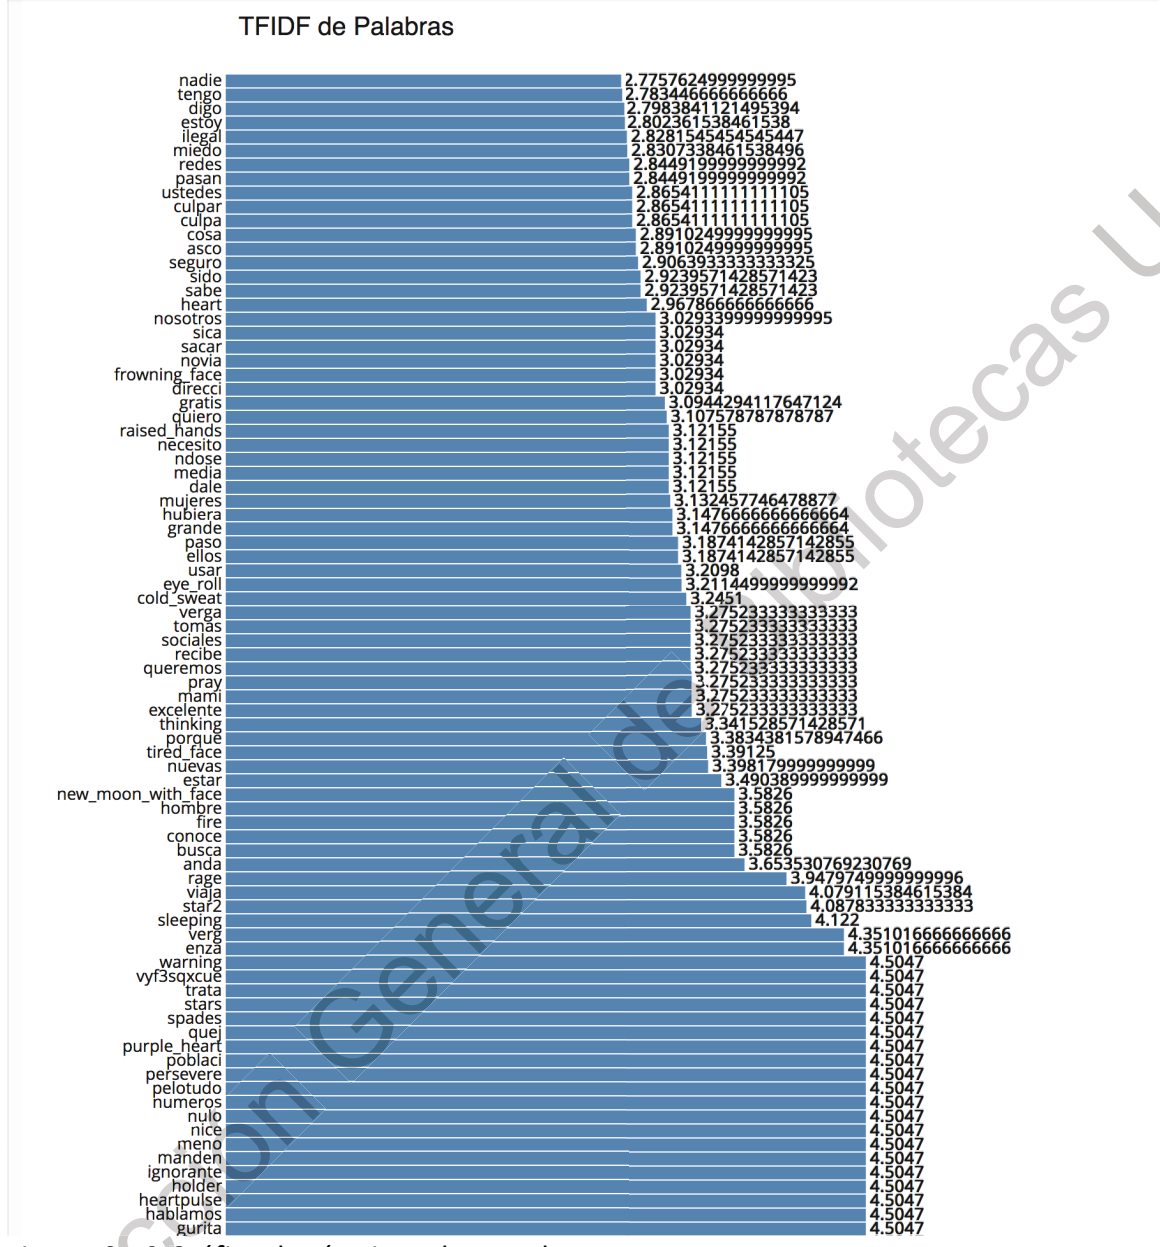 TFIDF de Palabras
nadie 2.7757624999999995
tengo 2.783446666666666
digo 2.7983841121495394
estoy 2.802361538461538
ilegal 2.8281545454545447
miedo 2.8307338461538496
redes 2.8449199999999992
pasan 2.8449199999999992
ustedes 2.8654111111111105
culpar 2.8654111111111105
culpa 2.8654111111111105
cosa 2.8910249999999995
asco 2.8910249999999995
seguro 2.9063933333333325
sido 2.9239571428571423
sabe 2.9239571428571423
heart 2.967866666666666
nosotros 3.0293399999999995
sica 3.02934
sacar 3.02934
novia 3.02934
frowning_face 3.02934
direcci 3.02934
gratis 3.0944294117647124
quiero 3.107578787878787
raised_hands 3.12155
necesito 3.12155
ndose 3.12155
media 3.12155
dale 3.12155
mujeres 3.132457746478877
hubiera 3.1476666666666664
grande 3.1476666666666664
paso 3.1874142857142855
ellos 3.1874142857142855
usar 3.2098
eye_roll 3.2114499999999992
cold_sweat 3.2451
verga 3.275233333333333
tomas 3.275233333333333
sociales 3.275233333333333
recibe 3.275233333333333
queremos 3.275233333333333
pray 3.275233333333333
mami 3.275233333333333
excelente 3.275233333333333
thinking 3.341528571428571
porque 3.3834381578947466
tired_face 3.39125
nuevas 3.398179999999999
estar 3.490389999999999
new_moon_with_face 3.5826
hombre 3.5826
fire 3.5826
conoce 3.5826
busca 3.5826
anda 3.653530769230769
rage 3.9479749999999996
viaja 4.079115384615384
star2 4.087833333333333
sleeping 4.122
verg 4.351016666666666
enza 4.351016666666666
warning 4.5047
vyf3sqxcue 4.5047
trata 4.5047
stars 4.5047
spades 4.5047
quej 4.5047
purple_heart 4.5047
poblaci 4.5047
persevere 4.5047
pelotudo 4.5047
numeros 4.5047
null 4.5047
nice 4.5047
meno 4.5047
manden 4.5047
ignorante 4.5047
holder 4.5047
heartpulse 4.5047
hablamos 4.5047
gurita 4.5047
General de Bibliotecas U